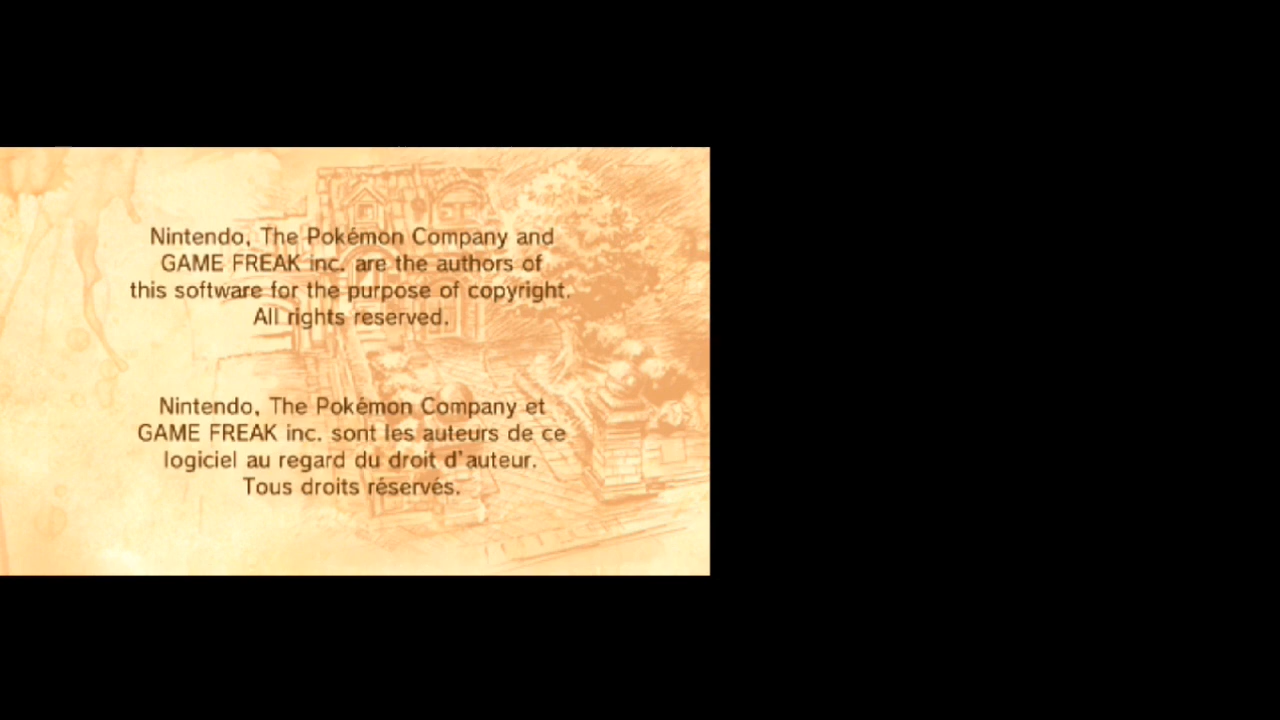 Nintendo, The Pokémon Company and
GAME FREAK inc. are the authors of
this software for the purpose of copyright.
All rights reserved.
Nintendo, The Pokémon Company et
GAME FREAK inc. sont les auteurs de ce
logiciel au regard du droit d'auteur.
Tous droits réservés.